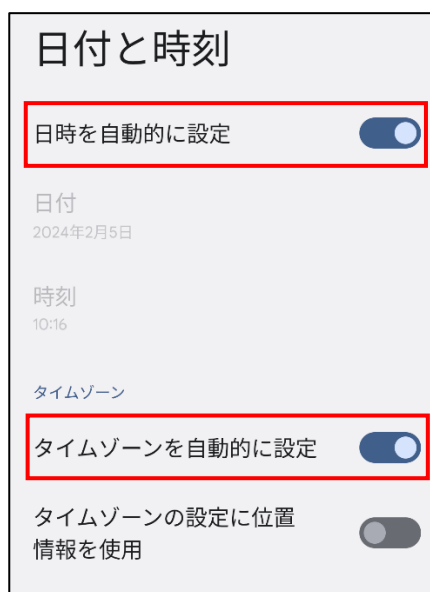 日付と時刻
日時を自動的に設定
日付
2024年2月5日
時刻
10:16
タイムゾーン
タイムゾーンを自動的に設定
タイムゾーンの設定に位置
情報を使用